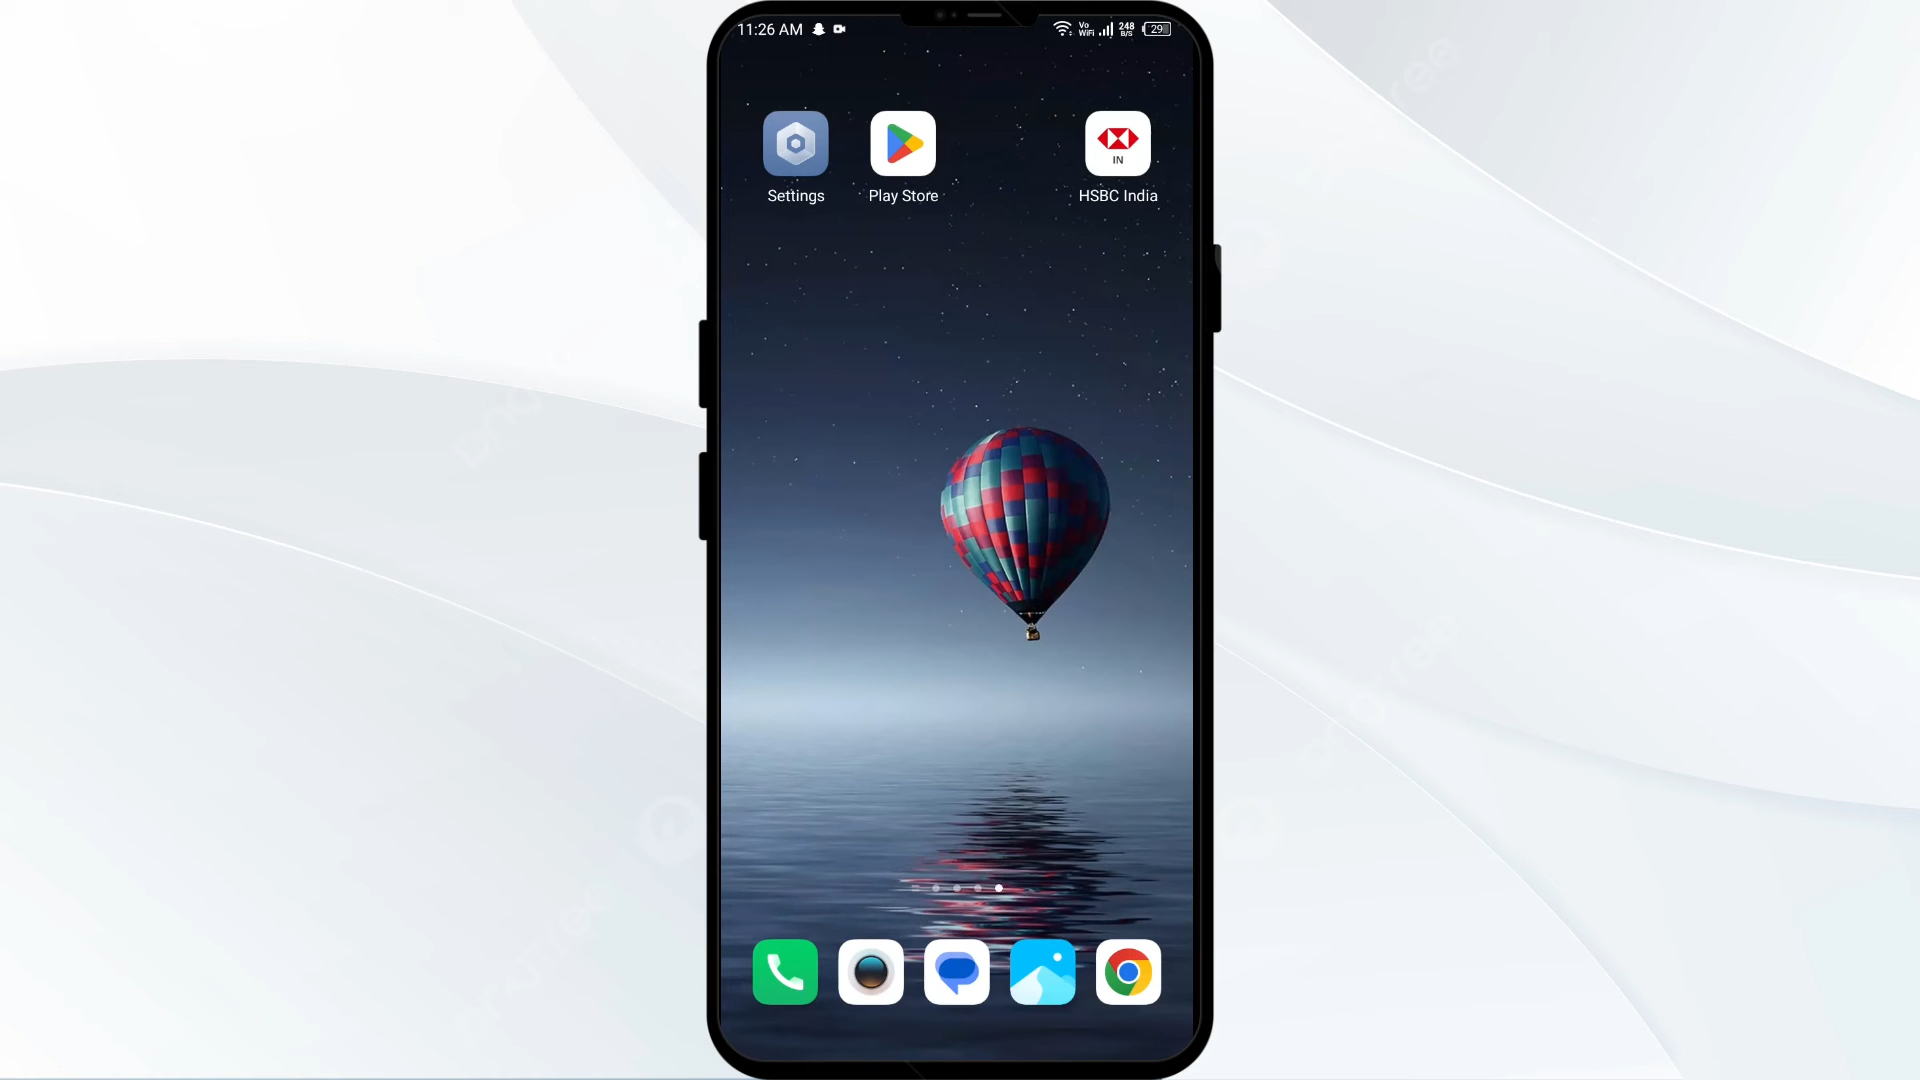 11:26 AM
Vo
WiFi
248
B/S
29
IN
Settings
Play Store
HSBC India